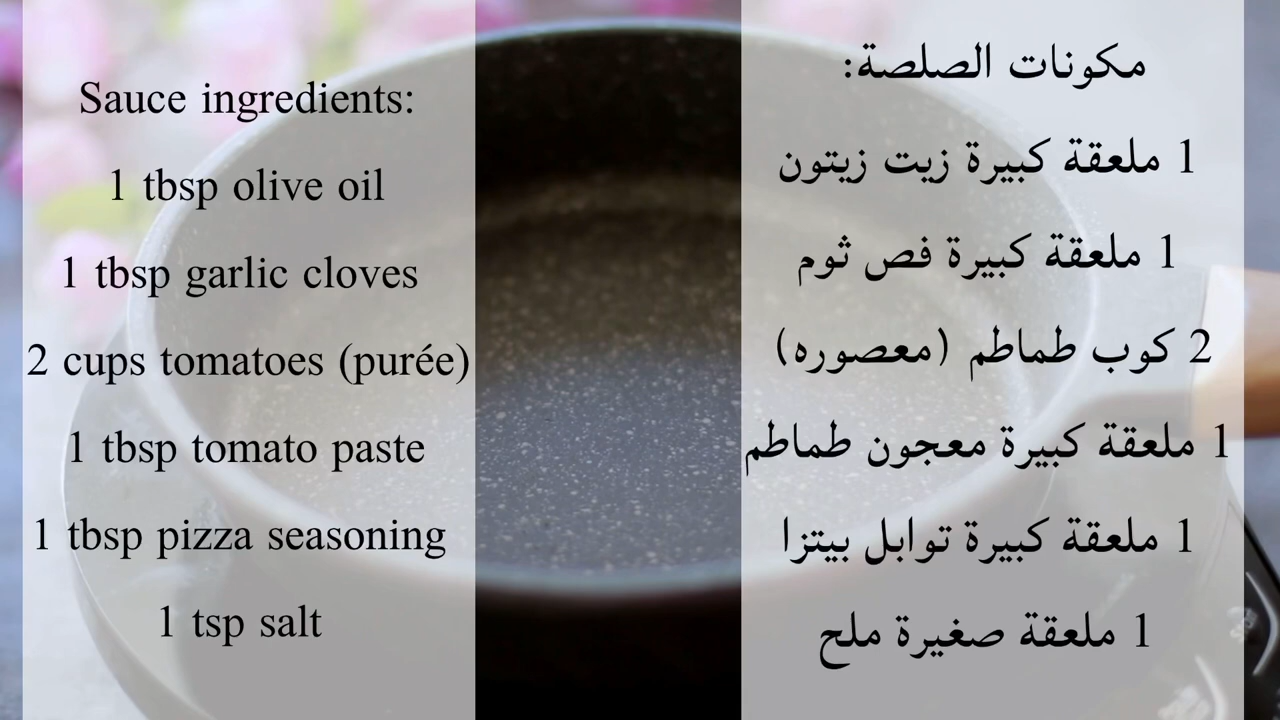 Sauce ingredients:
1 tbsp olive oil
1 tbsp garlic cloves
2 cups tomatoes (purée)
1 tbsp tomato paste
1 tbsp pizza seasoning
1 tsp salt
مكونات الصلصة:
1 ملعقة كبيرة زيت زيتون
1 ملعقة كبيرة فص ثوم
2 كوب طماطم (معصوره)
1 ملعقة كبيرة معجون طماطم
1 ملعقة كبيرة توابل بيتزا
1 ملعقة صغيرة ملح